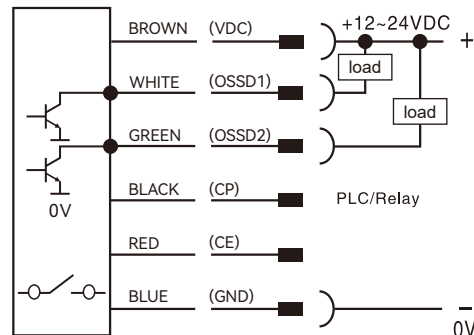 BROWN (VDC) +12~24VDC +
load
WHITE (OSSD1)
load
GREEN (OSSD2)
BLACK (CP) PLC/Relay
0V
RED (CE)
BLUE (GND) −
0V